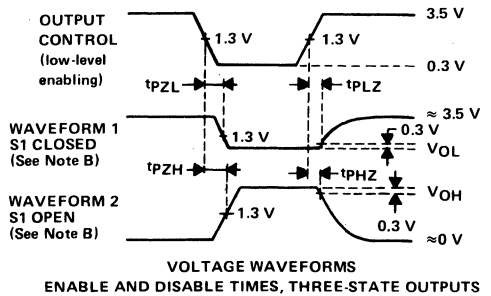 OUTPUT
CONTROL
(low-level
enabling)
1.3 V
1.3 V
3.5 V
0.3 V
tPZL
tPLZ
WAVEFORM 1
S1 CLOSED
(See Note B)
1.3 V
≈ 3.5 V
0.3 V
VOL
tPZH
tPHZ
WAVEFORM 2
S1 OPEN
(See Note B)
1.3 V
VOH
0.3 V
≈0 V
VOLTAGE WAVEFORMS
ENABLE AND DISABLE TIMES, THREE-STATE OUTPUTS